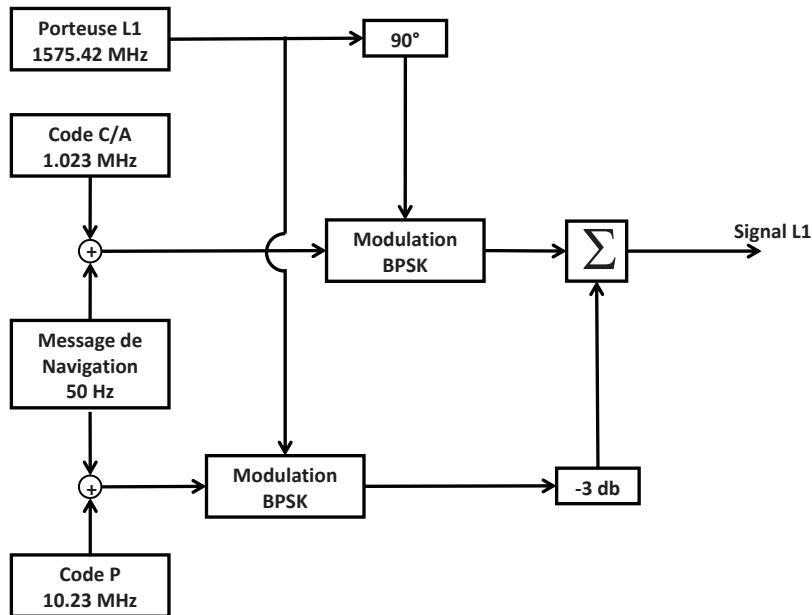 Porteuse L1
1575.42 MHz
90°
Code C/A
1.023 MHz
Modulation
BPSK
Σ
Signal L1
+
Message de
Navigation
50 Hz
Modulation
BPSK
-3 db
+
Code P
10.23 MHz